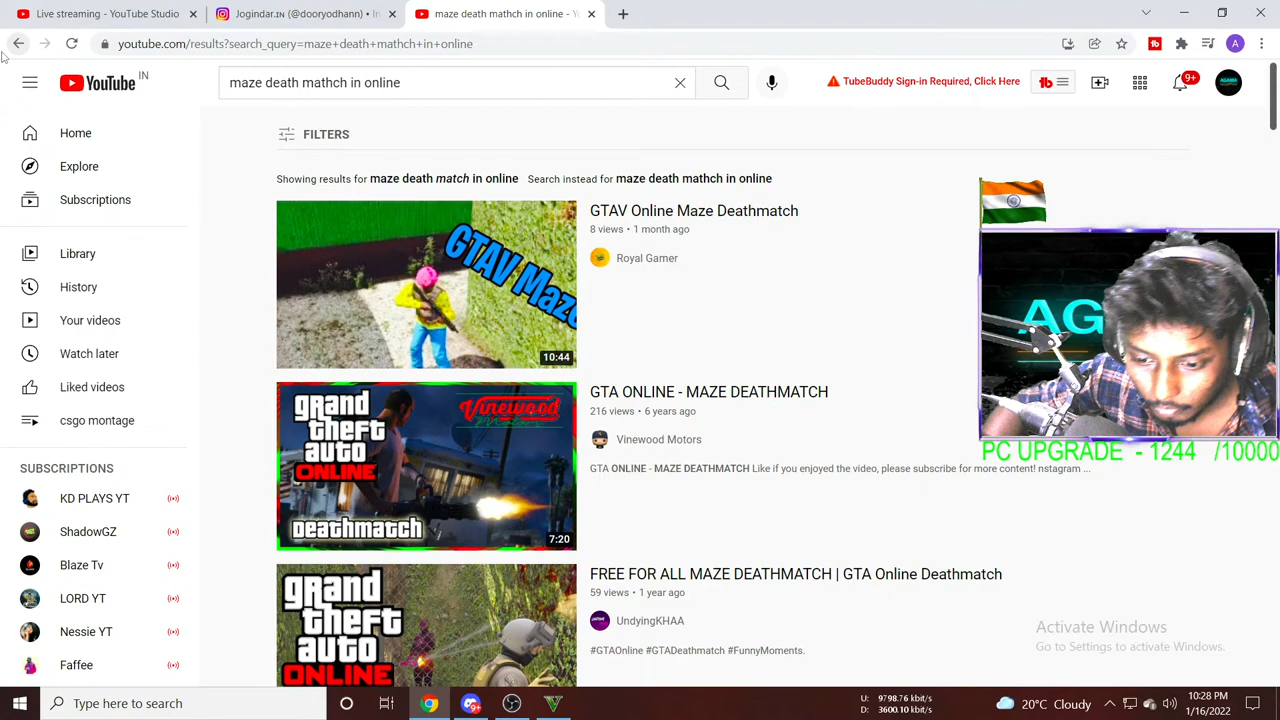 Live streaming - YouTube Studio
Jogindar.IN (@dooryodhann) •
maze death mathch in online - Y
youtube.com/results?search_query=maze+death+mathch+in+online
A
YouTube IN
maze death mathch in online
TubeBuddy Sign-in Required, Click Here
tb
9+
Home
Explore
Subscriptions
Library
History
Your videos
Watch later
Liked videos
csgo montage
SUBSCRIPTIONS
KD PLAYS YT
ShadowGZ
Blaze Tv
LORD YT
Nessie YT
Faffee
FILTERS
Showing results for maze death match in online Search instead for maze death mathch in online
GTAV Maze
10:44
GTAV Online Maze Deathmatch
8 views • 1 month ago
Royal Gamer
grand
theft
auto
ONLINE
Vinewood
Motors
DEATHMATCH
7:20
GTA ONLINE - MAZE DEATHMATCH
216 views • 6 years ago
Vinewood Motors
GTA ONLINE - MAZE DEATHMATCH Like if you enjoyed the video, please subscribe for more content! nstagram ...
grand
theft
auto
ONLINE
FREE FOR ALL MAZE DEATHMATCH | GTA Online Deathmatch
59 views • 1 year ago
UndyingKHAA
#GTAOnline #GTADeathmatch #FunnyMoments.
AG
PC UPGRADE - 1244 /10000
Activate Windows
Go to Settings to activate Windows.
Type here to search
U: 9798.76 kbit/s
D: 3600.10 kbit/s
20°C Cloudy
10:28 PM
1/16/2022